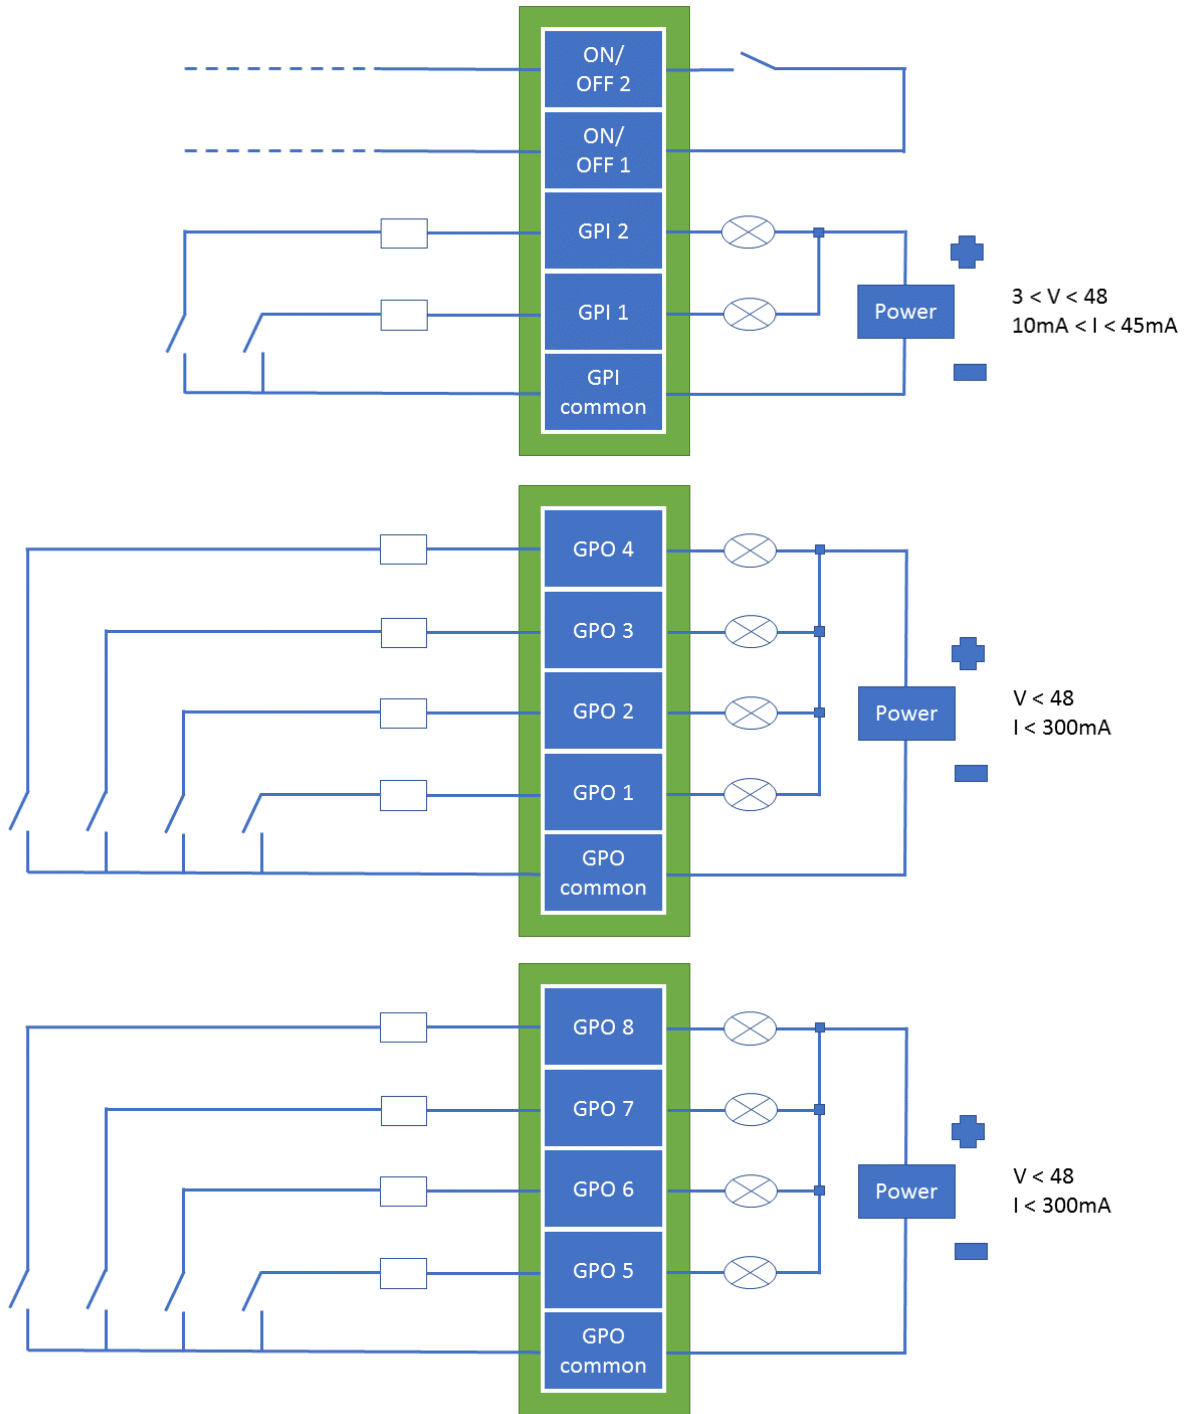 ON/
OFF 2
ON/
OFF 1
GPI 2
GPI 1
GPI
common
Power
3 < V < 48
10mA < I < 45mA
GPO 4
GPO 3
GPO 2
GPO 1
GPO
common
Power
V < 48
I < 300mA
GPO 8
GPO 7
GPO 6
GPO 5
GPO
common
Power
V < 48
I < 300mA